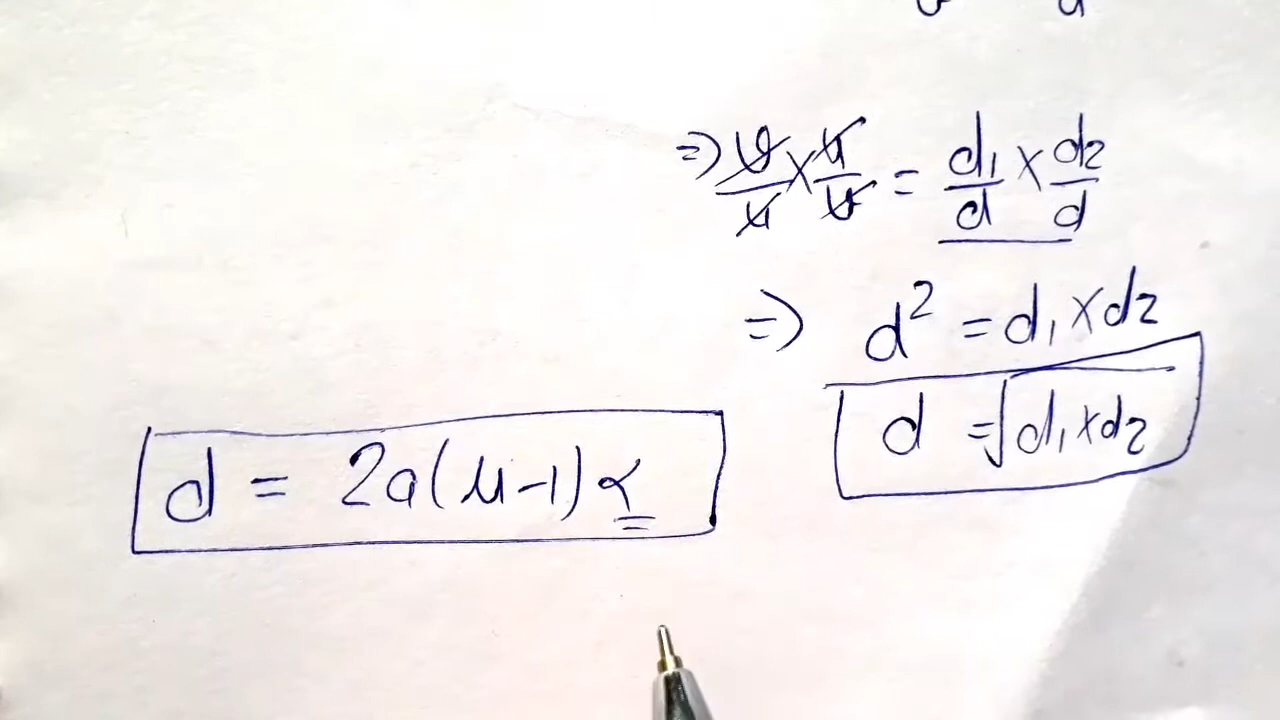 => v/u × u/v = d1/d × d2/d
=> d² = d1 × d2
d = √d1 × d2
d = 2a(μ-1)α